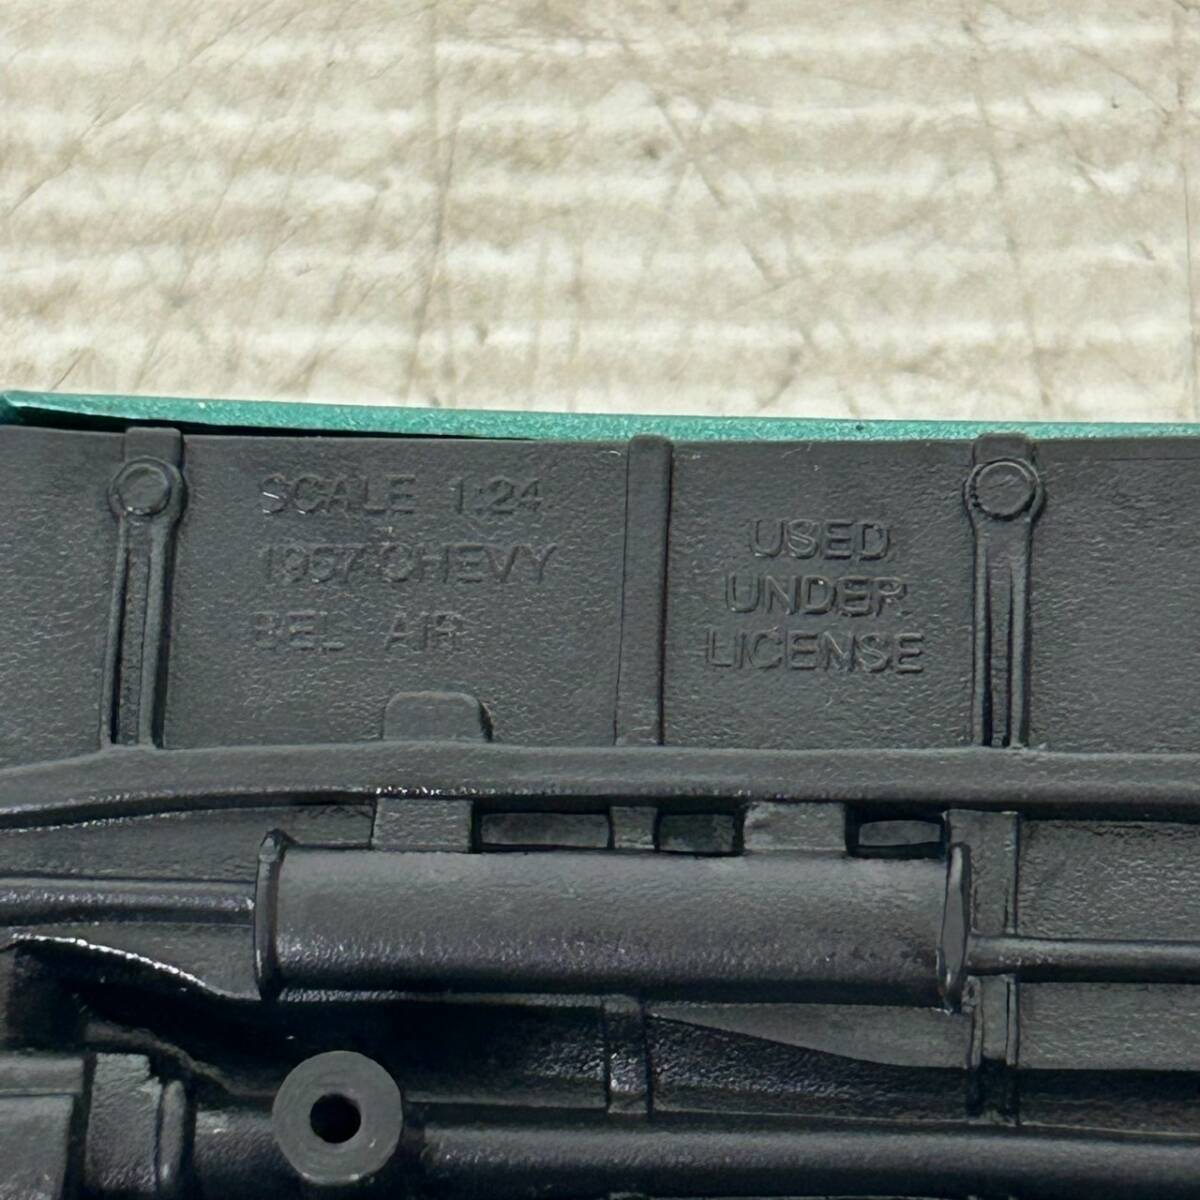 SCALE 1:24
1957 CHEVY
BEL AIR
USED
UNDER
LICENSE